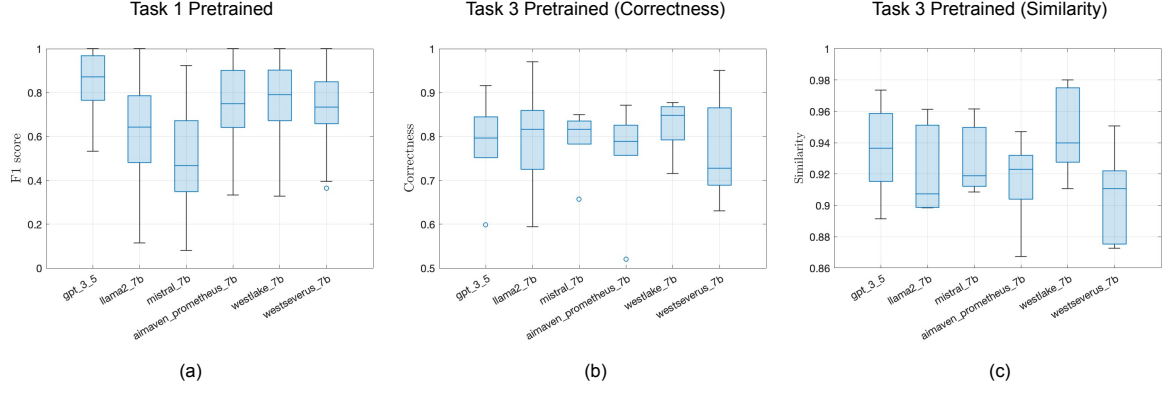 Task 1 Pretrained
Task 3 Pretrained (Correctness)
Task 3 Pretrained (Similarity)
F1 score
1
0.8
0.6
0.4
0.2
0
gpt_3_5
llama2_7b
mistral_7b
aimaven_prometheus_7b
westlake_7b
westseverus_7b
Correctness
1
0.9
0.8
0.7
0.6
0.5
gpt_3_5
llama2_7b
mistral_7b
aimaven_prometheus_7b
westlake_7b
westseverus_7b
Similarity
1
0.98
0.96
0.94
0.92
0.9
0.88
0.86
gpt_3_5
llama2_7b
mistral_7b
aimaven_prometheus_7b
westlake_7b
westseverus_7b
(a)
(b)
(c)